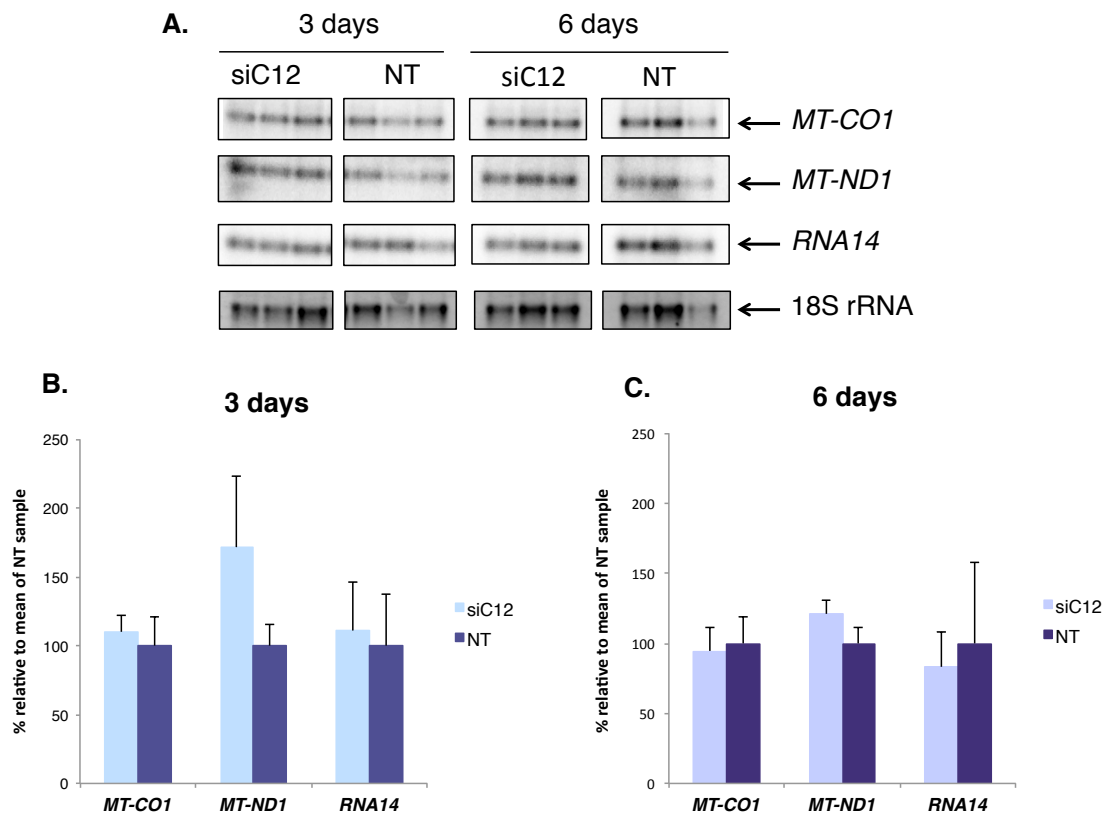 A.
3 days
6 days
siC12
NT
siC12
NT
MT-CO1
MT-ND1
RNA14
18S rRNA
B.
3 days
% relative to mean of NT sample
250
200
150
100
50
0
MT-CO1
MT-ND1
RNA14
siC12
NT
C.
6 days
% relative to mean of NT sample
250
200
150
100
50
0
MT-CO1
MT-ND1
RNA14
siC12
NT